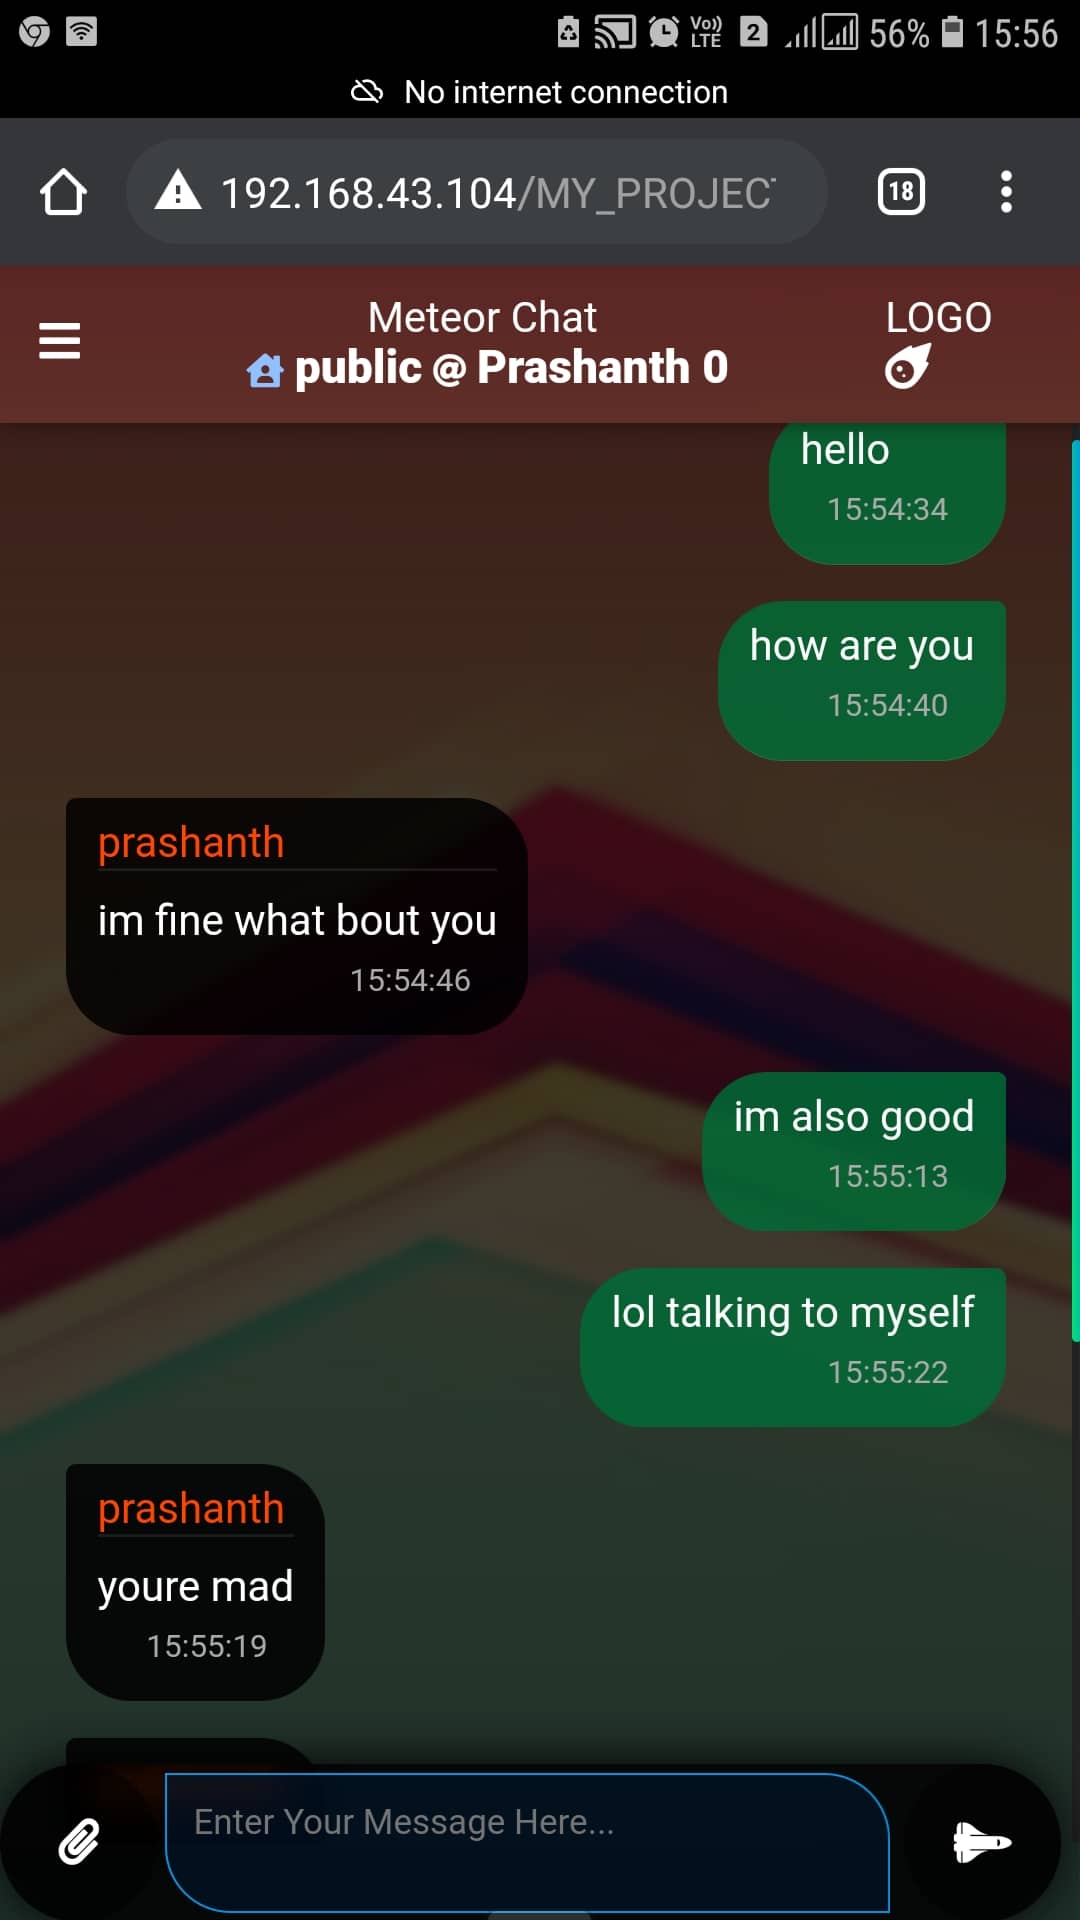 Vo))
LTE
2
56%
15:56
No internet connection
192.168.43.104/MY_PROJEC
18
Meteor Chat
LOGO
public @ Prashanth 0
hello
15:54:34
how are you
15:54:40
prashanth
im fine what bout you
15:54:46
im also good
15:55:13
lol talking to myself
15:55:22
prashanth
youre mad
15:55:19
Enter Your Message Here...